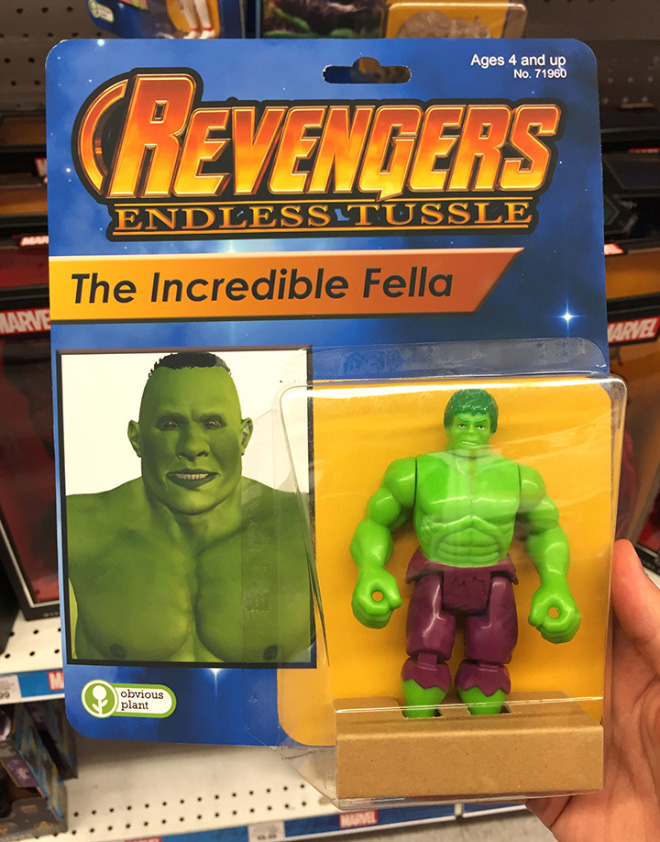 Ages 4 and up
No. 71960
REVENGERS
ENDLESS TUSSLE
The Incredible Fella
obvious
plant
MARVEL
MARVEL